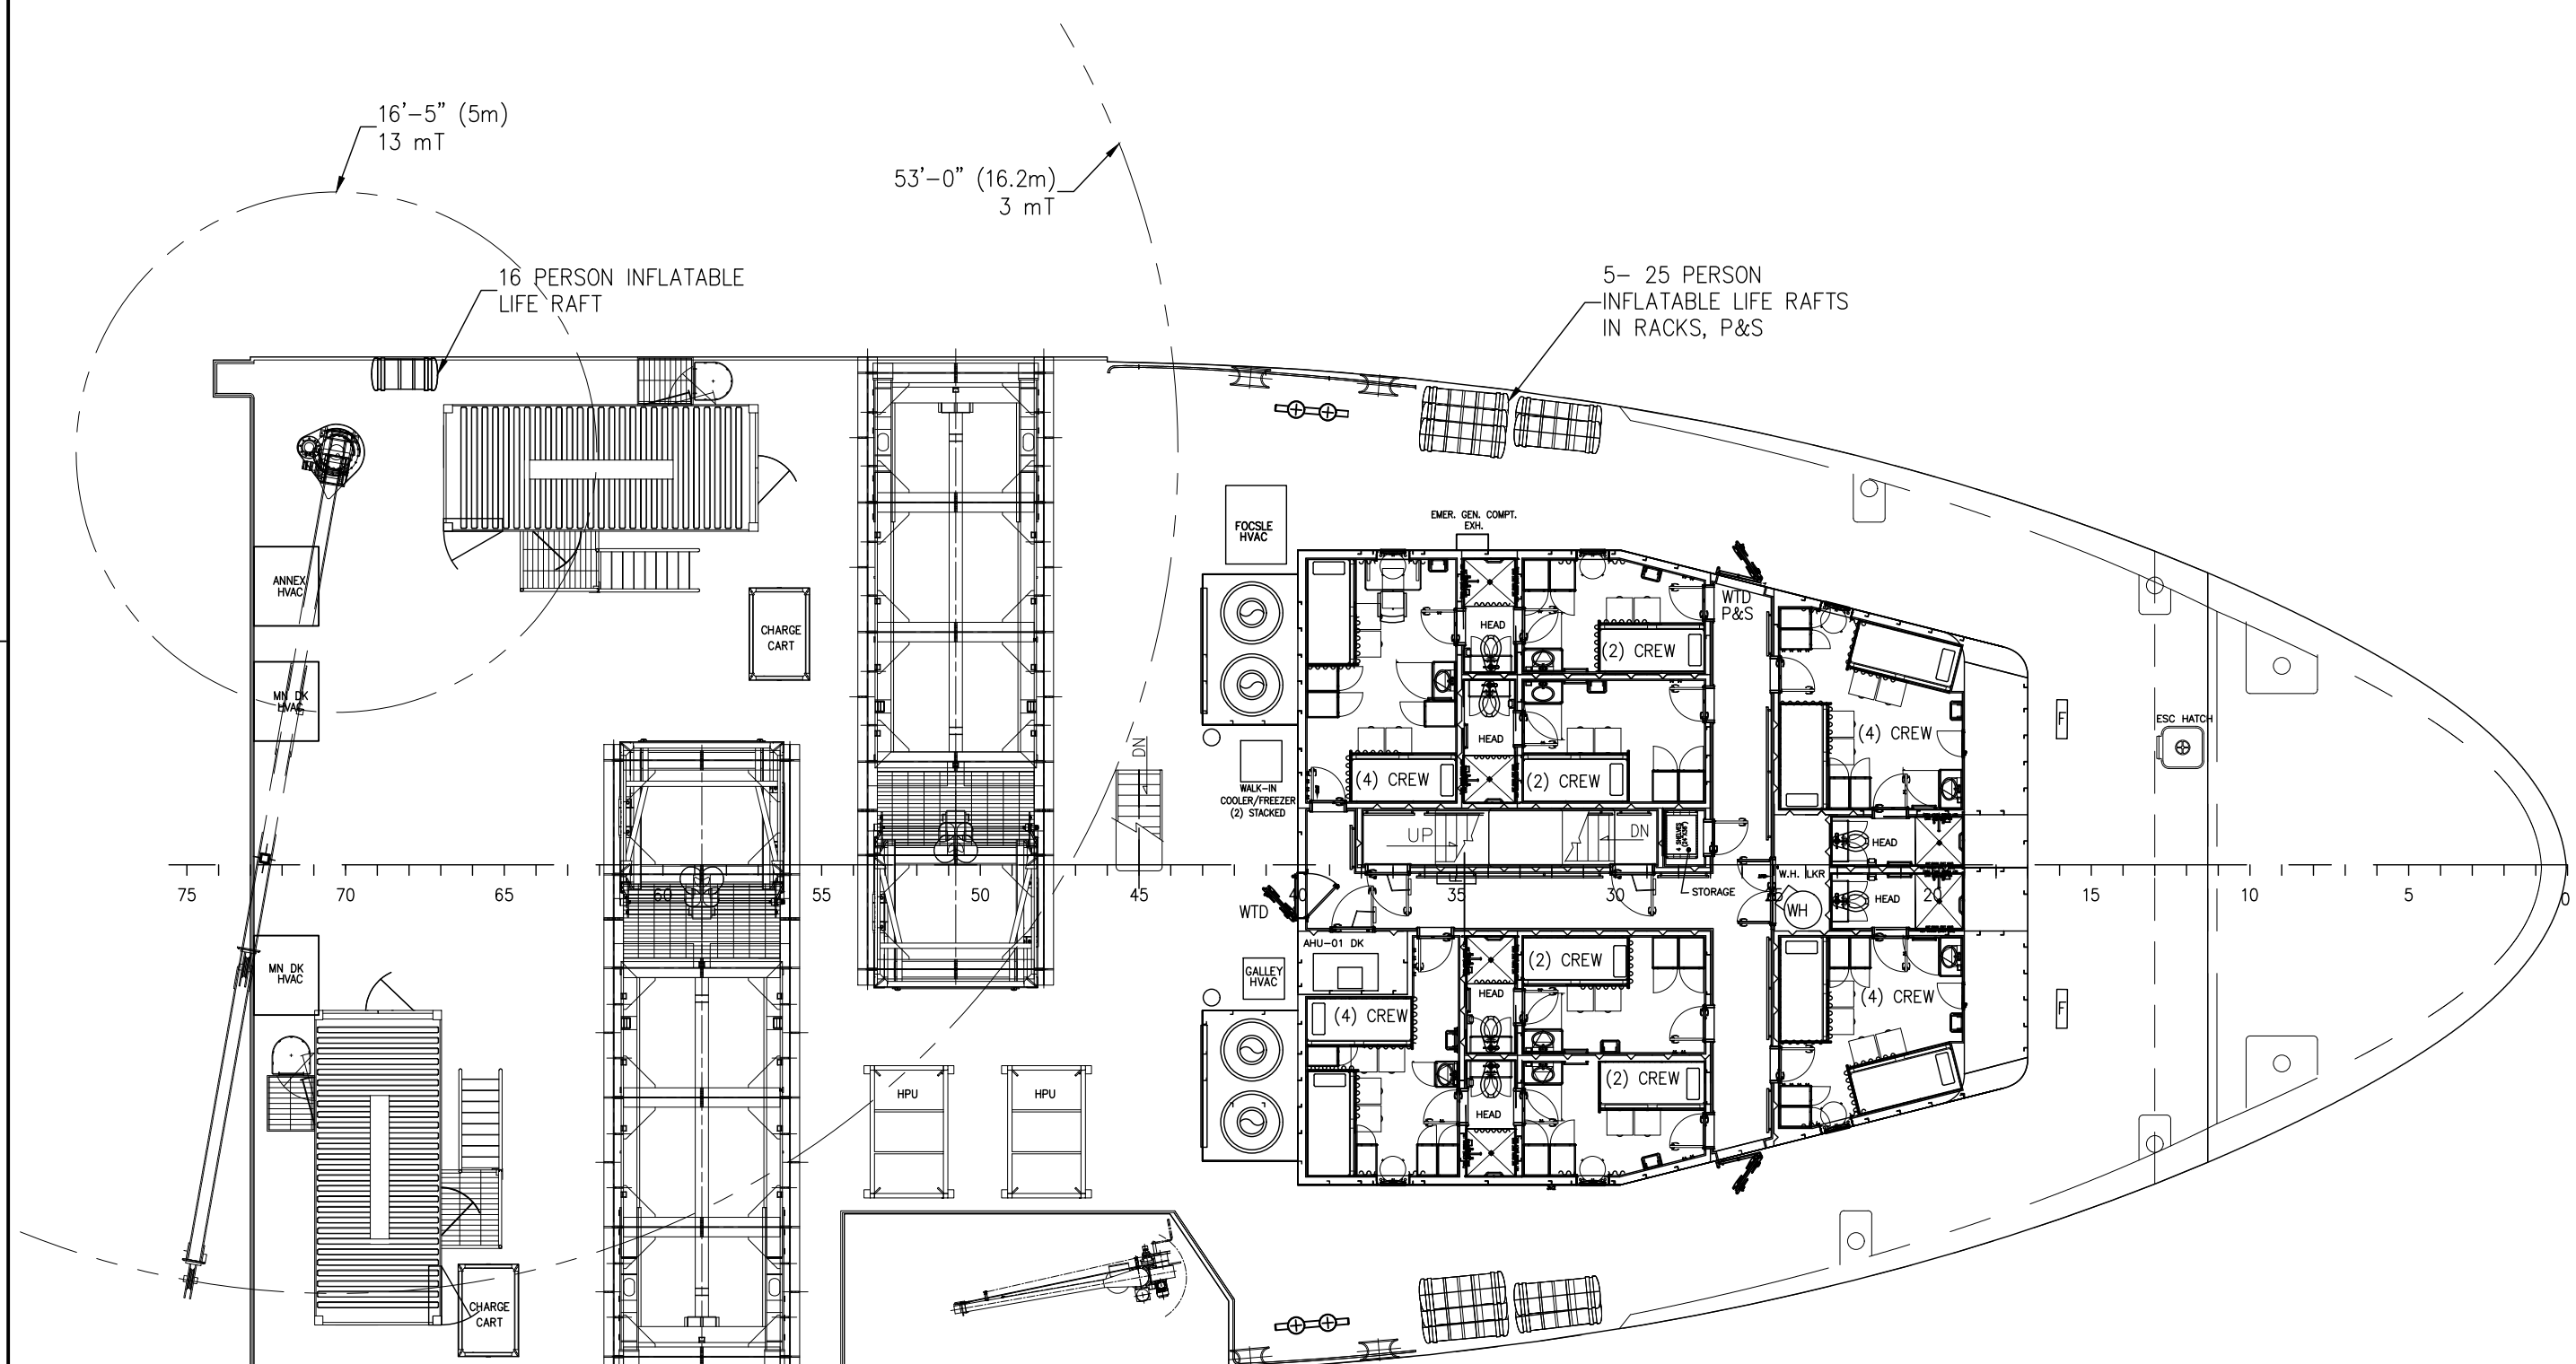 16'-5" (5m)
13 mT
53'-0" (16.2m)
3 mT
16 PERSON INFLATABLE
LIFE RAFT
5- 25 PERSON
INFLATABLE LIFE RAFTS
IN RACKS, P&S
ANNEX
HVAC
MN DK
HVAC
CHARGE
CART
FOCSLE
HVAC
EMER. GEN. COMPT.
EXH.
WTD
P&S
HEAD
(2) CREW
HEAD
(4) CREW
(2) CREW
(4) CREW
ESC HATCH
F
DN
WALK-IN
COOLER/FREEZER
(2) STACKED
UP
DN
4 SHELVES
HEAD
STORAGE
W.H. LKR
HEAD
WH
WTD
75
70
65
60
55
50
45
40
35
30
25
20
15
10
5
0
MN DK
HVAC
AHU-01 DK
GALLEY
HVAC
(2) CREW
HEAD
(4) CREW
(4) CREW
F
(2) CREW
HEAD
HPU
HPU
CHARGE
CART